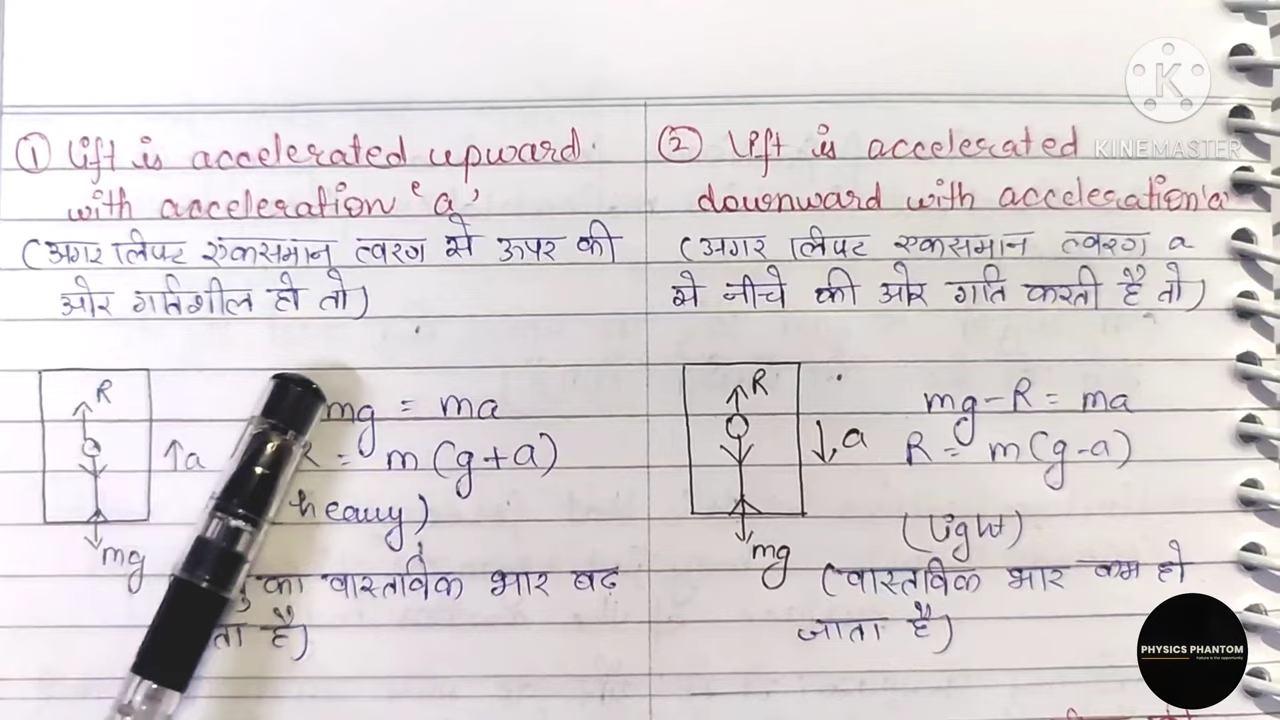 ① Lift is accelerated upward
with acceleration 'a'
(अगर लिफ्ट एकसमान त्वरण से ऊपर की
ओर गतिशील हो तो)
R
↑a
mg = ma
R = m(g+a)
heavy)
mg
का वास्तविक भार बढ़
ता है)
② Lift is accelerated
downward with acceleration 'a'
(अगर लिफ्ट एकसमान त्वरण a
से नीचे की ओर गति करती है तो)
R
↓a
mg-R = ma
R = m(g-a)
(Light)
mg
(वास्तविक भार कम हो
जाता है)
K
KINEMASTER
PHYSICS PHANTOM